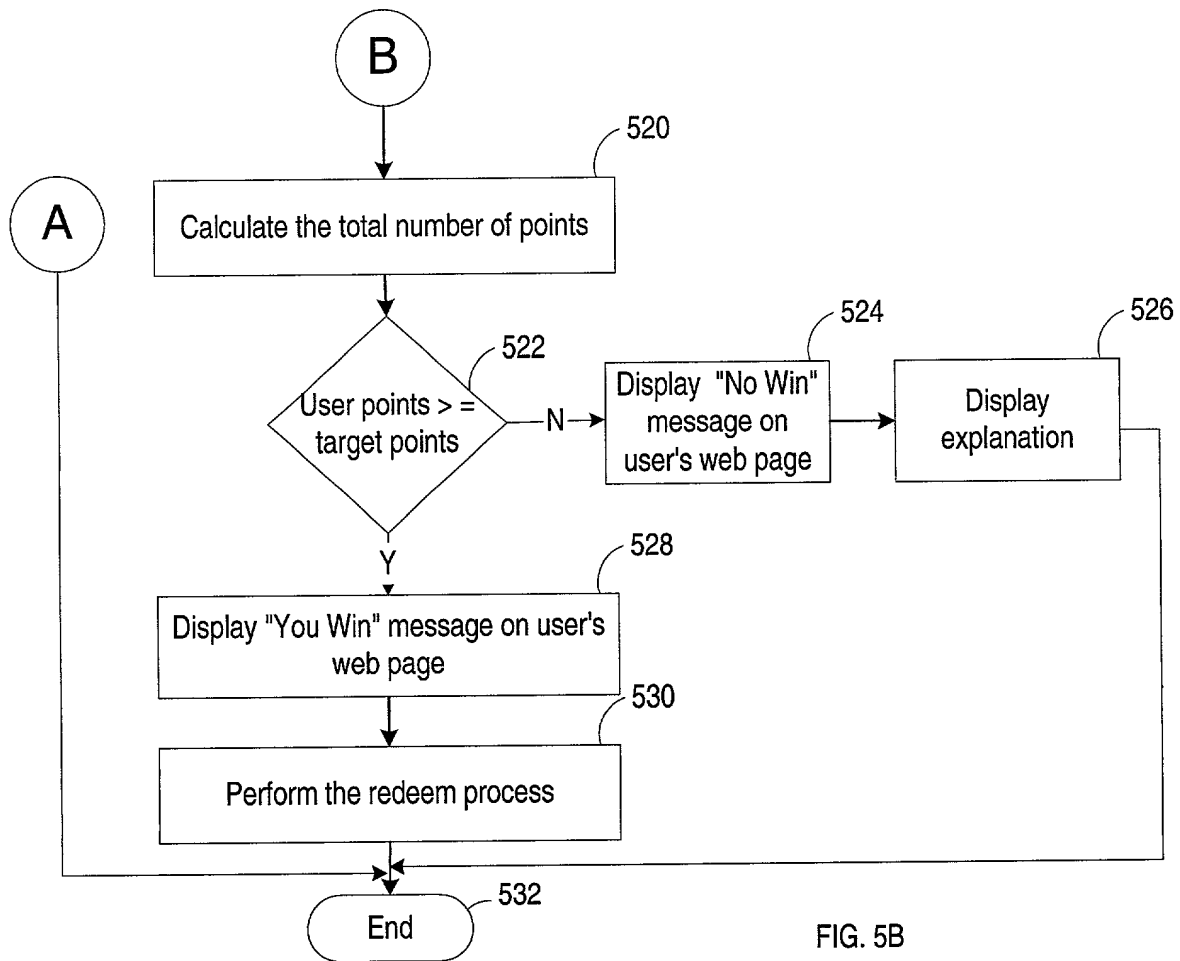 B
520
A
Calculate the total number of points
522
User points > =
target points
N
524
Display "No Win"
message on
user's web page
526
Display
explanation
Y
528
Display "You Win" message on user's
web page
530
Perform the redeem process
532
End
FIG. 5B